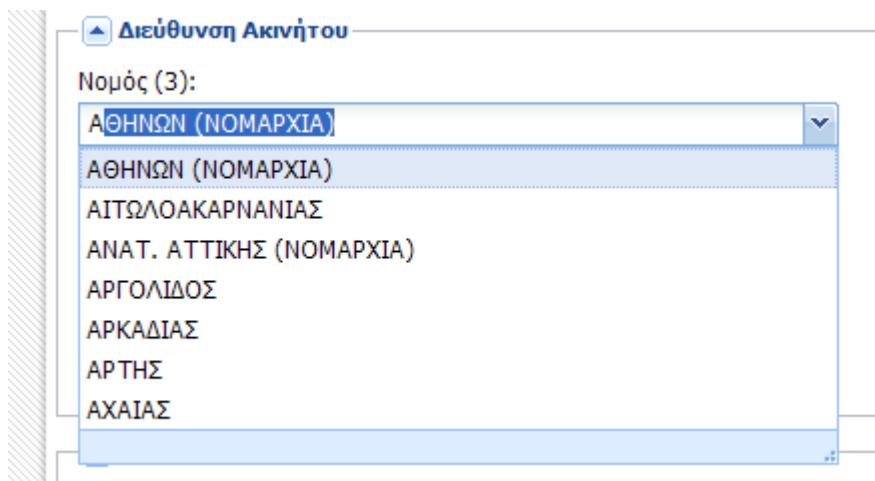 Διεύθυνση Ακινήτου
Νομός (3):
ΑΘΗΝΩΝ (ΝΟΜΑΡΧΙΑ)
ΑΘΗΝΩΝ (ΝΟΜΑΡΧΙΑ)
ΑΙΤΩΛΟΑΚΑΡΝΑΝΙΑΣ
ΑΝΑΤ. ΑΤΤΙΚΗΣ (ΝΟΜΑΡΧΙΑ)
ΑΡΓΟΛΙΔΟΣ
ΑΡΚΑΔΙΑΣ
ΑΡΤΗΣ
ΑΧΑΙΑΣ